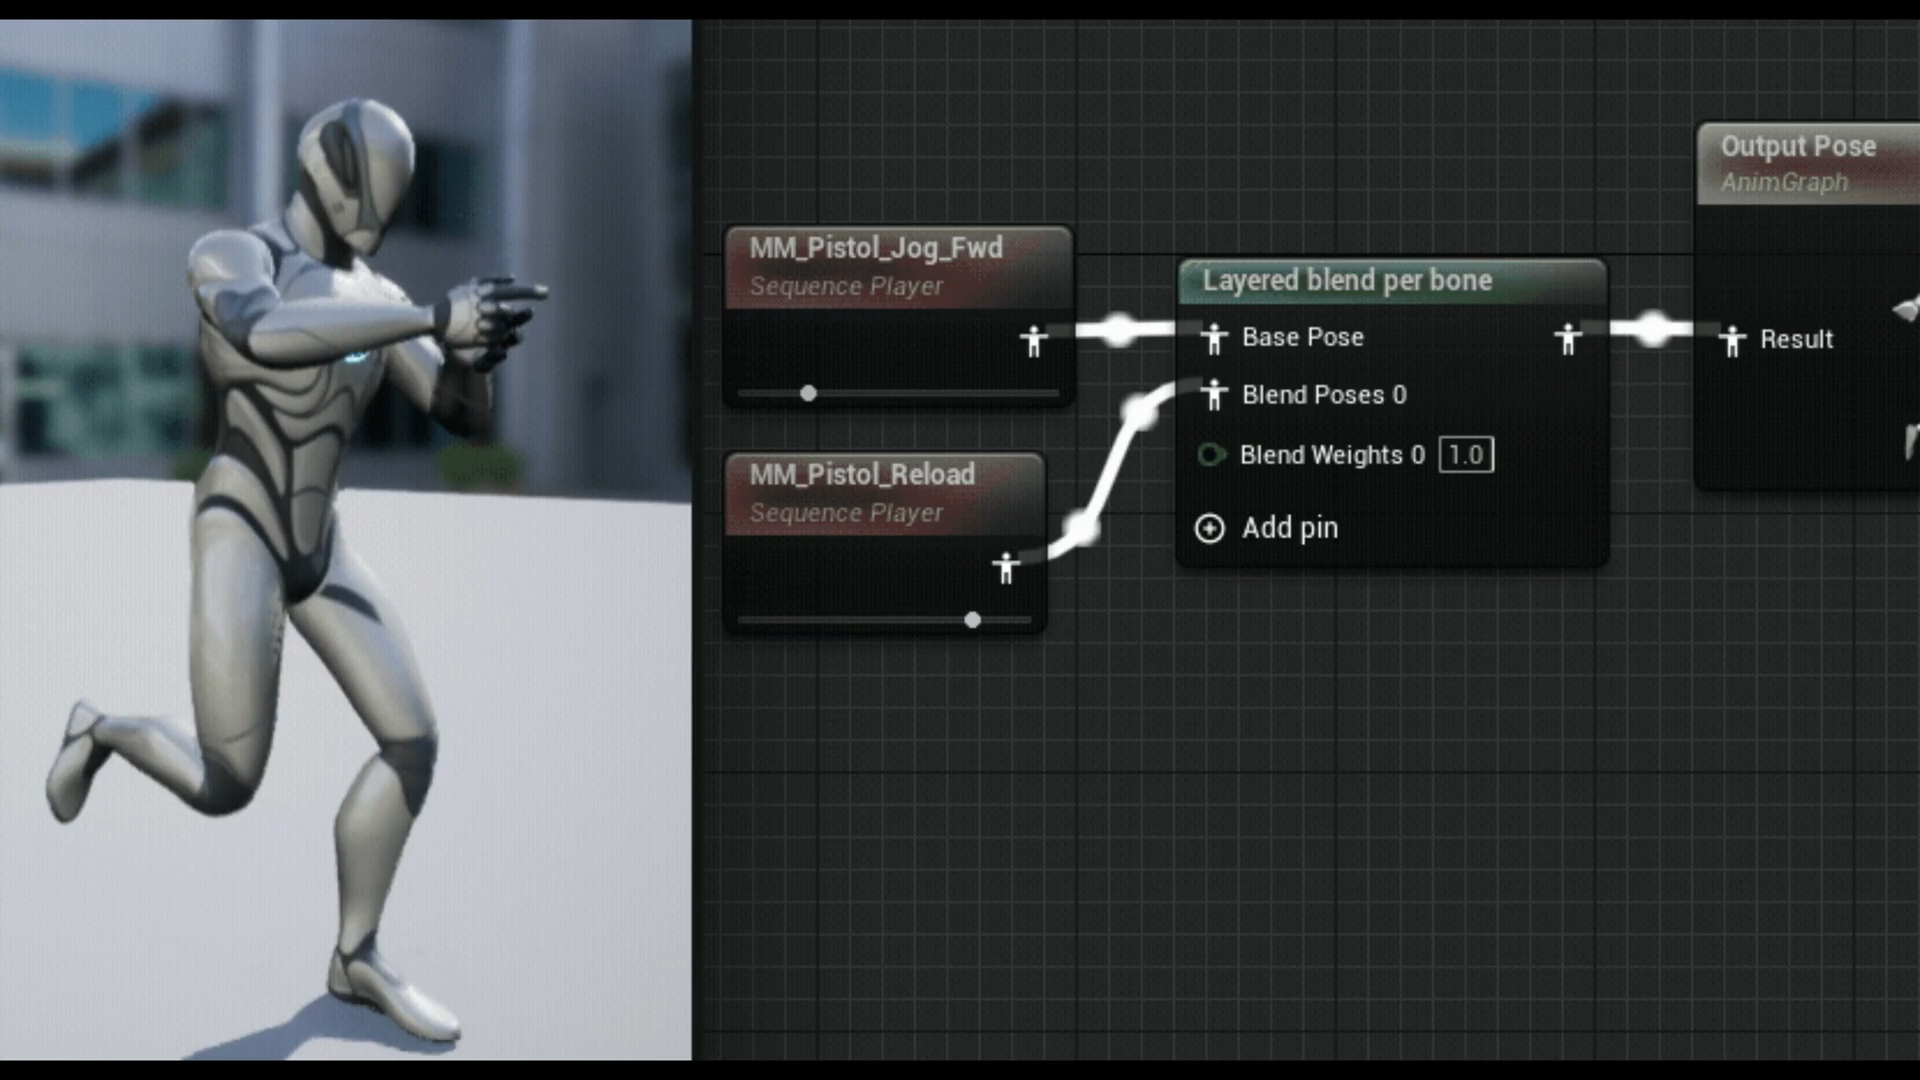 MM_Pistol_Jog_Fwd
Sequence Player
MM_Pistol_Reload
Sequence Player
Layered blend per bone
Base Pose
Blend Poses 0
Blend Weights 0 1.0
Add pin
Output Pose
AnimGraph
Result